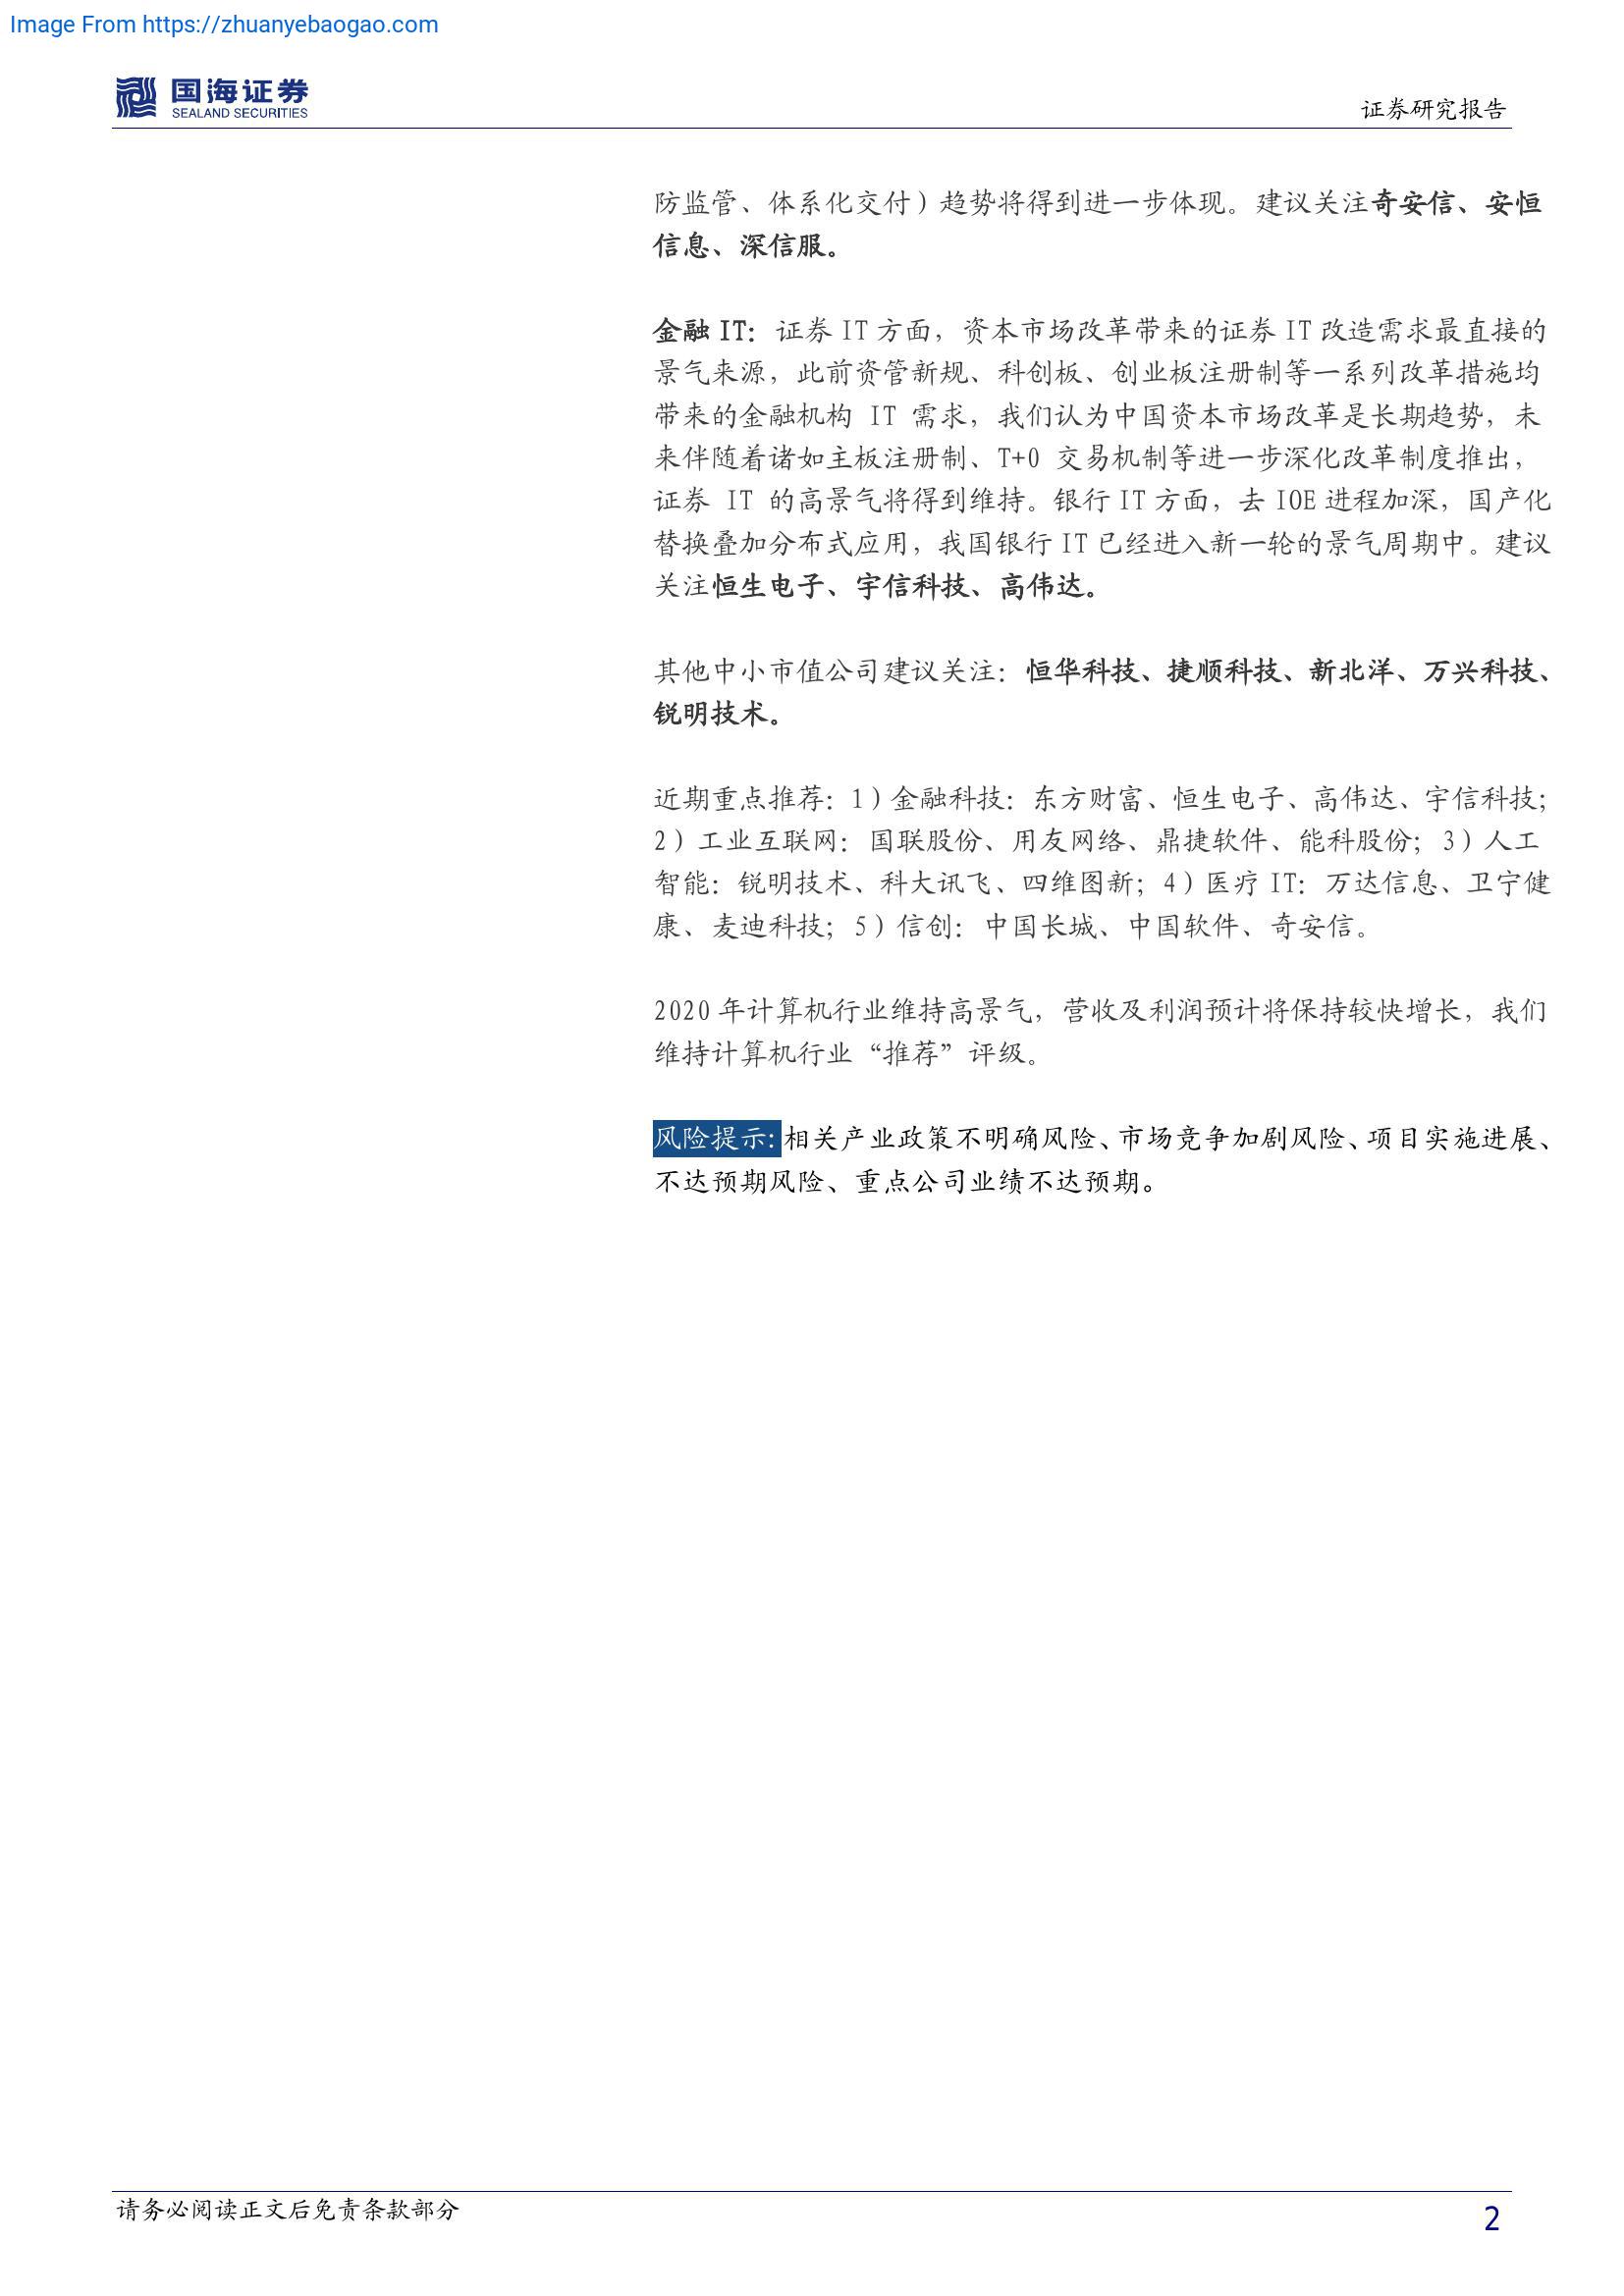 Image From https://zhuanyebaogao.com
国海证券
SEALAND SECURITIES
证券研究报告
防监管、体系化交付）趋势将得到进一步体现。建议关注奇安信、安恒
信息、深信服。
金融 IT：证券 IT 方面，资本市场改革带来的证券 IT 改造需求最直接的
景气来源，此前资管新规、科创板、创业板注册制等一系列改革措施均
带来的金融机构 IT 需求，我们认为中国资本市场改革是长期趋势，未
来伴随着诸如主板注册制、T+0 交易机制等进一步深化改革制度推出，
证券 IT 的高景气将得到维持。银行 IT 方面，去 IOE 进程加深，国产化
替换叠加分布式应用，我国银行 IT 已经进入新一轮的景气周期中。建议
关注恒生电子、宇信科技、高伟达。
其他中小市值公司建议关注：恒华科技、捷顺科技、新北洋、万兴科技、
锐明技术。
近期重点推荐：1）金融科技：东方财富、恒生电子、高伟达、宇信科技；
2）工业互联网：国联股份、用友网络、鼎捷软件、能科股份；3）人工
智能：锐明技术、科大讯飞、四维图新；4）医疗 IT：万达信息、卫宁健
康、麦迪科技；5）信创：中国长城、中国软件、奇安信。
2020 年计算机行业维持高景气，营收及利润预计将保持较快增长，我们
维持计算机行业“推荐”评级。
风险提示：相关产业政策不明确风险、市场竞争加剧风险、项目实施进展、
不达预期风险、重点公司业绩不达预期。
请务必阅读正文后免责条款部分
2